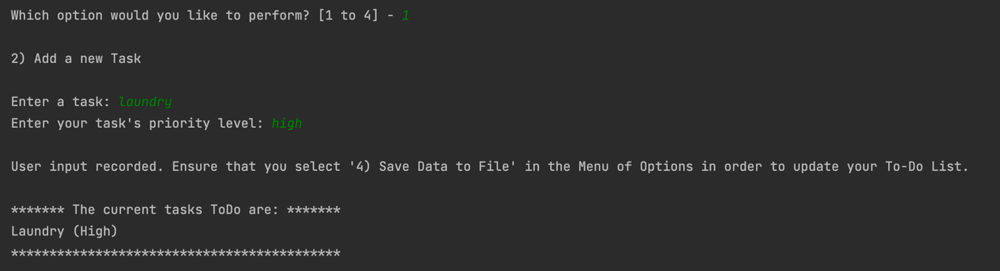 Which option would you like to perform? [1 to 4] - 1
2) Add a new Task
Enter a task: laundry
Enter your task's priority level: high
User input recorded. Ensure that you select '4) Save Data to File' in the Menu of Options in order to update your To-Do List.
******* The current tasks ToDo are: *******
Laundry (High)
*******************************************